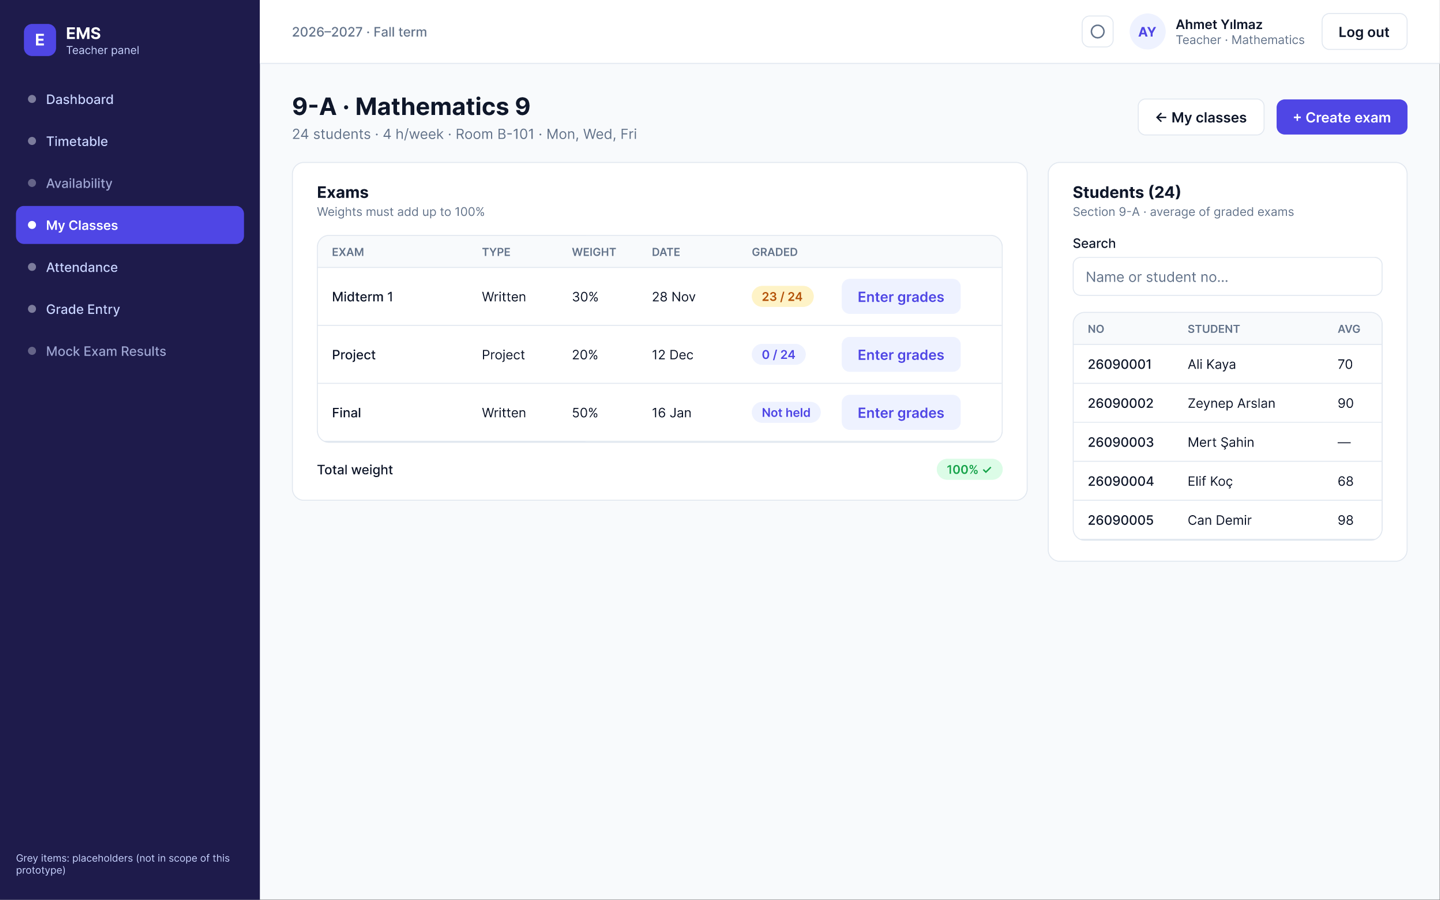 E
EMS
Teacher panel
Dashboard
Timetable
Availability
My Classes
Attendance
Grade Entry
Mock Exam Results
Grey items: placeholders (not in scope of this
prototype)
2026–2027 · Fall term
AY
Ahmet Yılmaz
Teacher · Mathematics
Log out
9-A · Mathematics 9
24 students · 4 h/week · Room B-101 · Mon, Wed, Fri
← My classes
+ Create exam
Exams
Weights must add up to 100%
EXAM TYPE WEIGHT DATE GRADED
Midterm 1 Written 30% 28 Nov 23 / 24 Enter grades
Project Project 20% 12 Dec 0 / 24 Enter grades
Final Written 50% 16 Jan Not held Enter grades
Total weight 100% ✓
Students (24)
Section 9-A · average of graded exams
Search
Name or student no...
NO STUDENT AVG
26090001 Ali Kaya 70
26090002 Zeynep Arslan 90
26090003 Mert Şahin —
26090004 Elif Koç 68
26090005 Can Demir 98